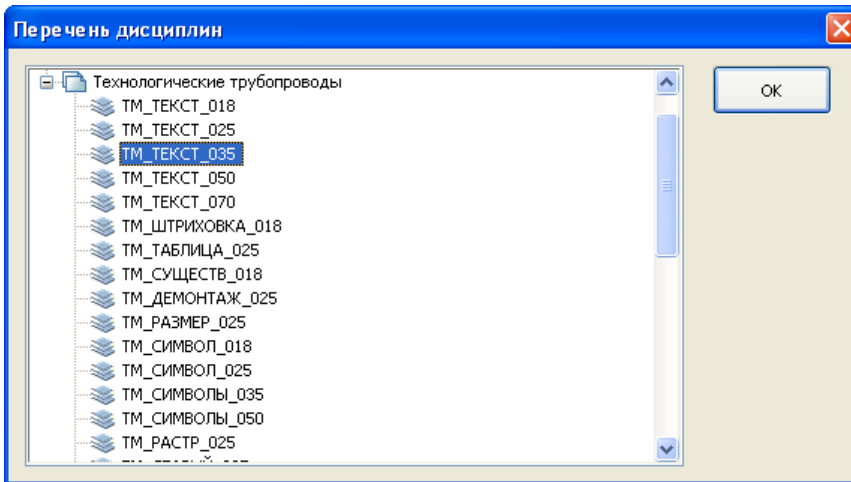 Перечень дисциплин
Технологические трубопроводы
ТМ_ТЕКСТ_018
ТМ_ТЕКСТ_025
ТМ_ТЕКСТ_035
ТМ_ТЕКСТ_050
ТМ_ТЕКСТ_070
ТМ_ШТРИХОВКА_018
ТМ_ТАБЛИЦА_025
ТМ_СУЩЕСТВ_018
ТМ_ДЕМОНТАЖ_025
ТМ_РАЗМЕР_025
ТМ_СИМВОЛ_018
ТМ_СИМВОЛ_025
ТМ_СИМВОЛЫ_035
ТМ_СИМВОЛЫ_050
ТМ_РАСТР_025
ОК